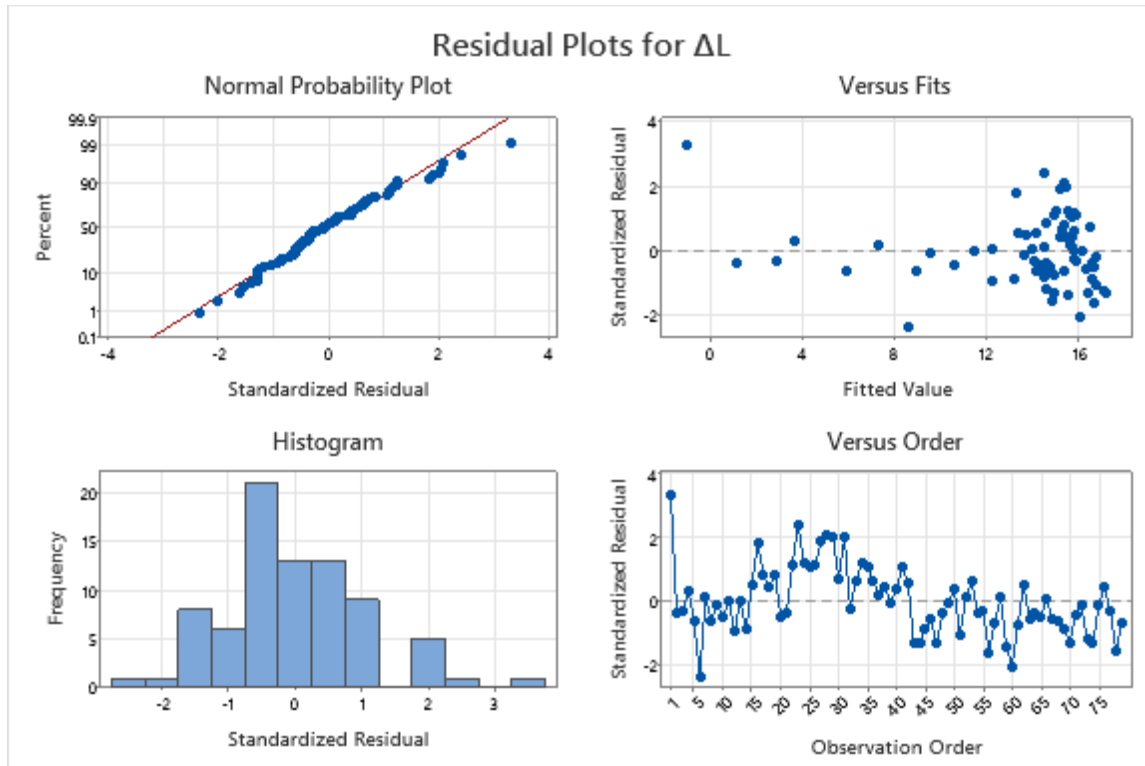 Residual Plots for ΔL
Normal Probability Plot
99.9
99
90
50
10
1
0.1
Percent
-4 -2 0 2 4
Standardized Residual
Versus Fits
4
2
0
-2
Standardized Residual
0 4 8 12 16
Fitted Value
Histogram
20
15
10
5
0
Frequency
-2 -1 0 1 2 3
Standardized Residual
Versus Order
4
2
0
-2
Standardized Residual
1 5 10 15 20 25 30 35 40 45 50 55 60 65 70 75
Observation Order